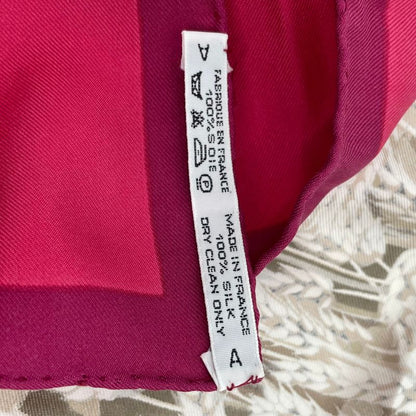 A
FABRIQUE EN FRANCE
100% SOIE
P
MADE IN FRANCE
100% SILK
DRY CLEAN ONLY
A